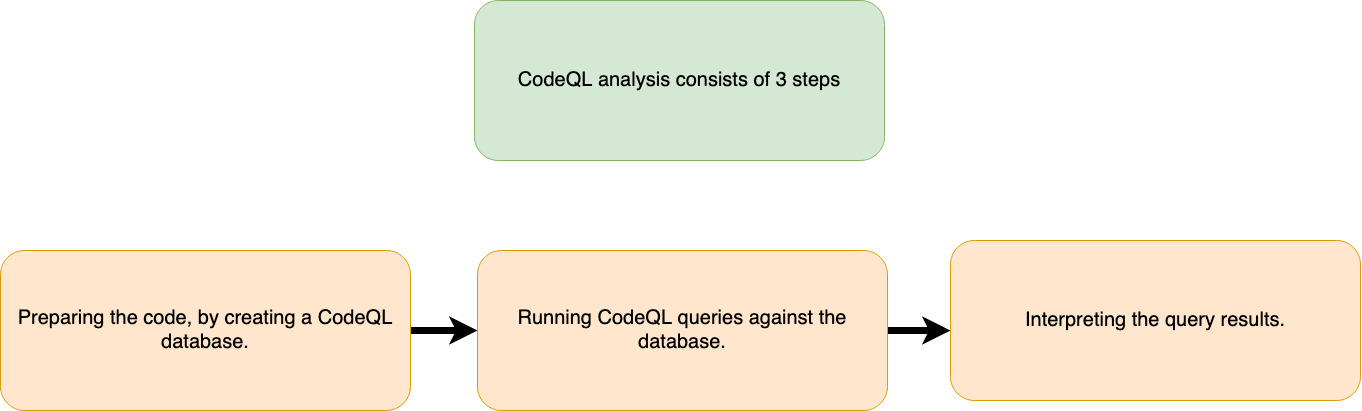 CodeQL analysis consists of 3 steps
Preparing the code, by creating a CodeQL
database.
Running CodeQL queries against the
database.
Interpreting the query results.